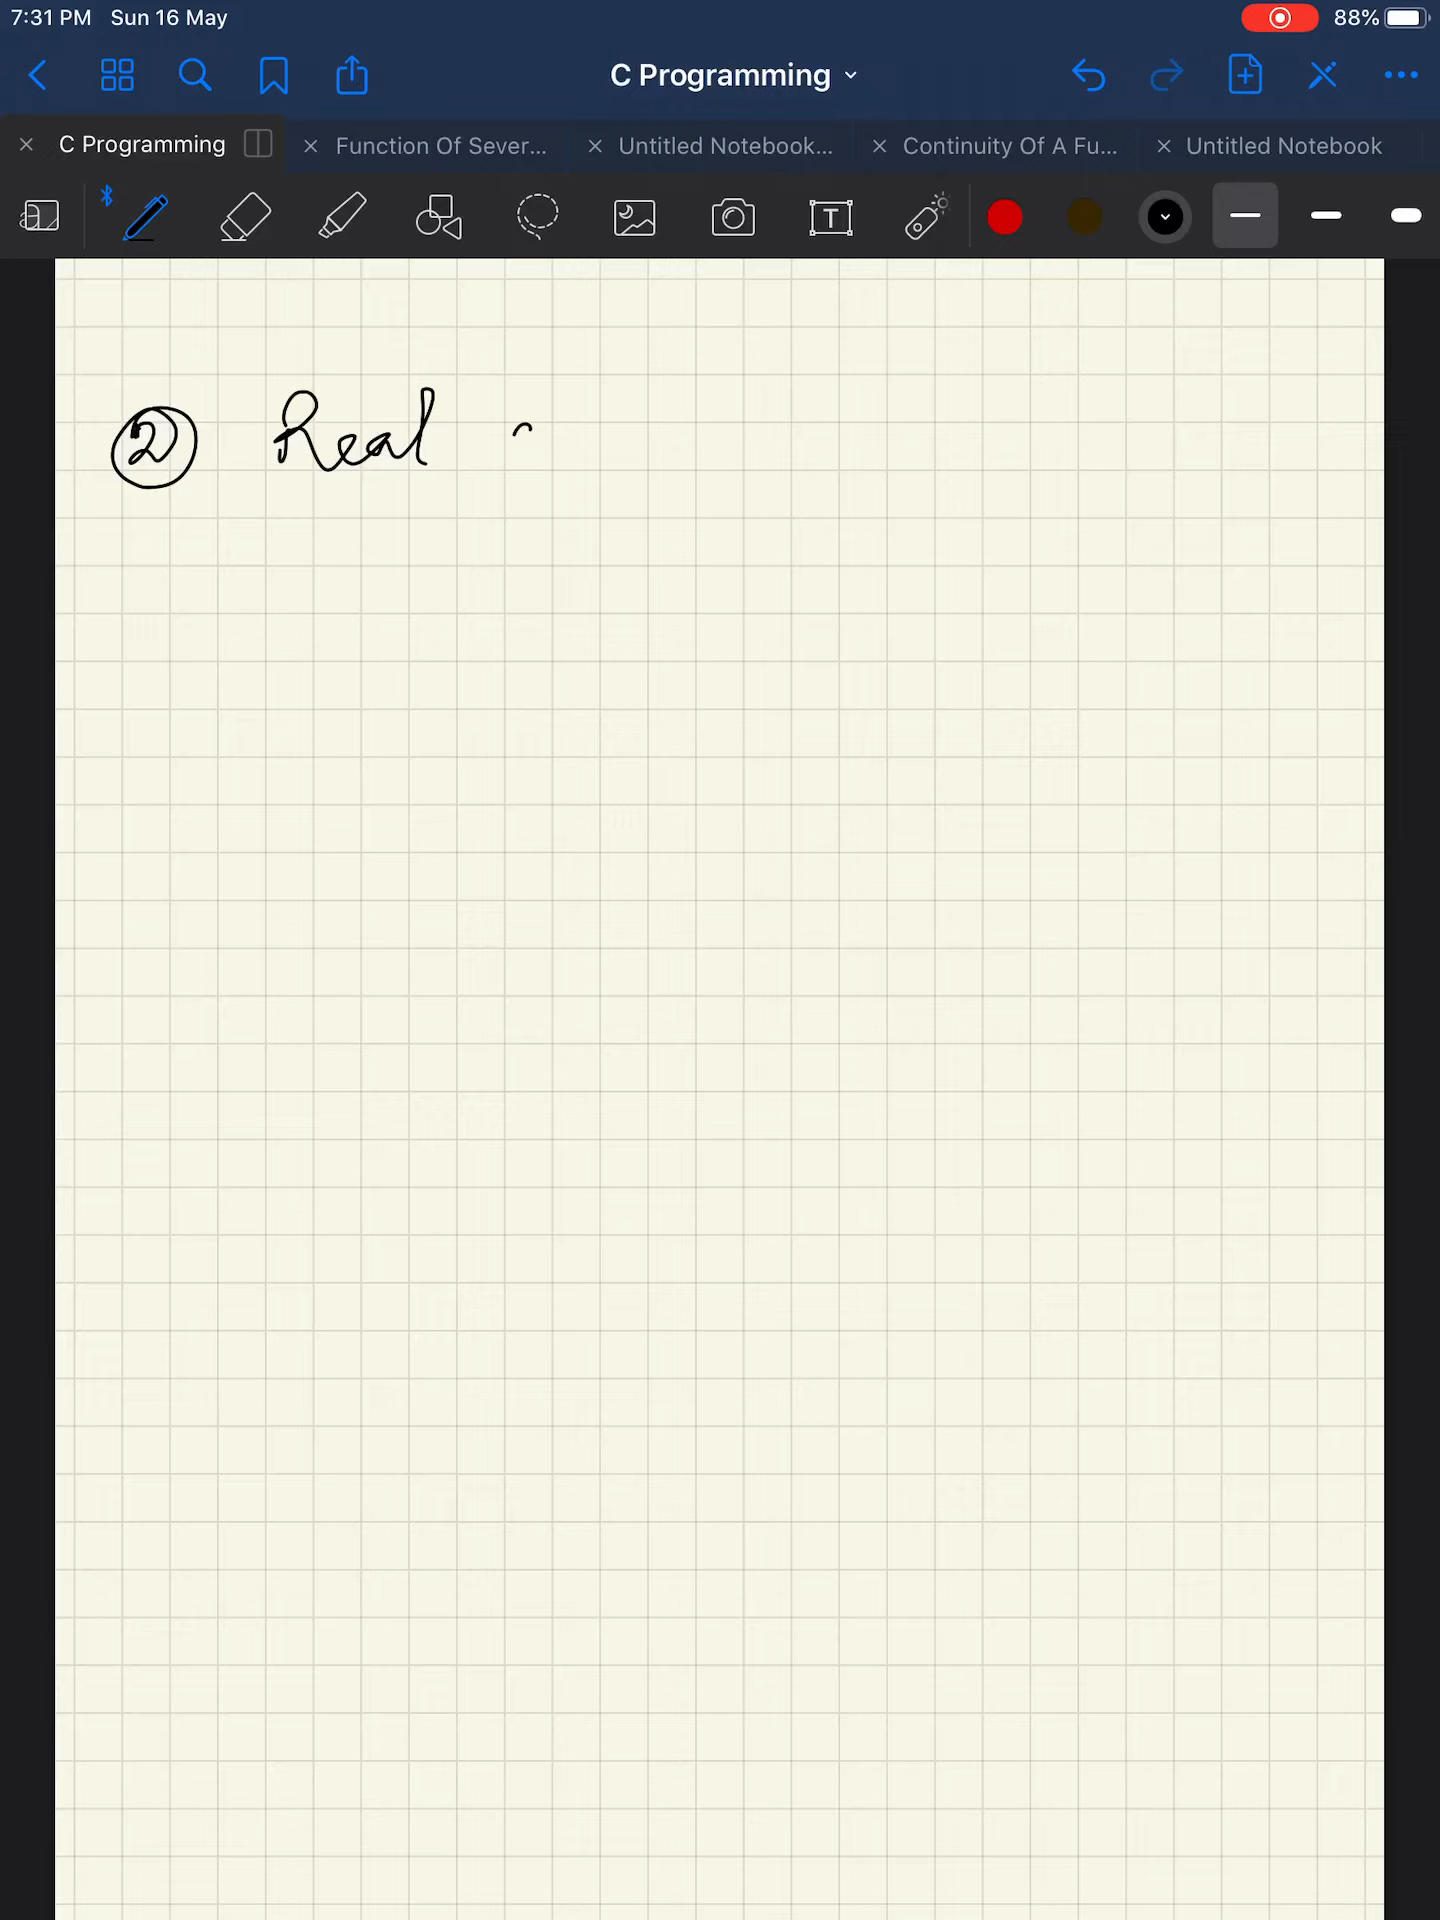 7:31 PM Sun 16 May 88%
C Programming
C Programming Function Of Sever... Untitled Notebook... Continuity Of A Fu... Untitled Notebook
② Real